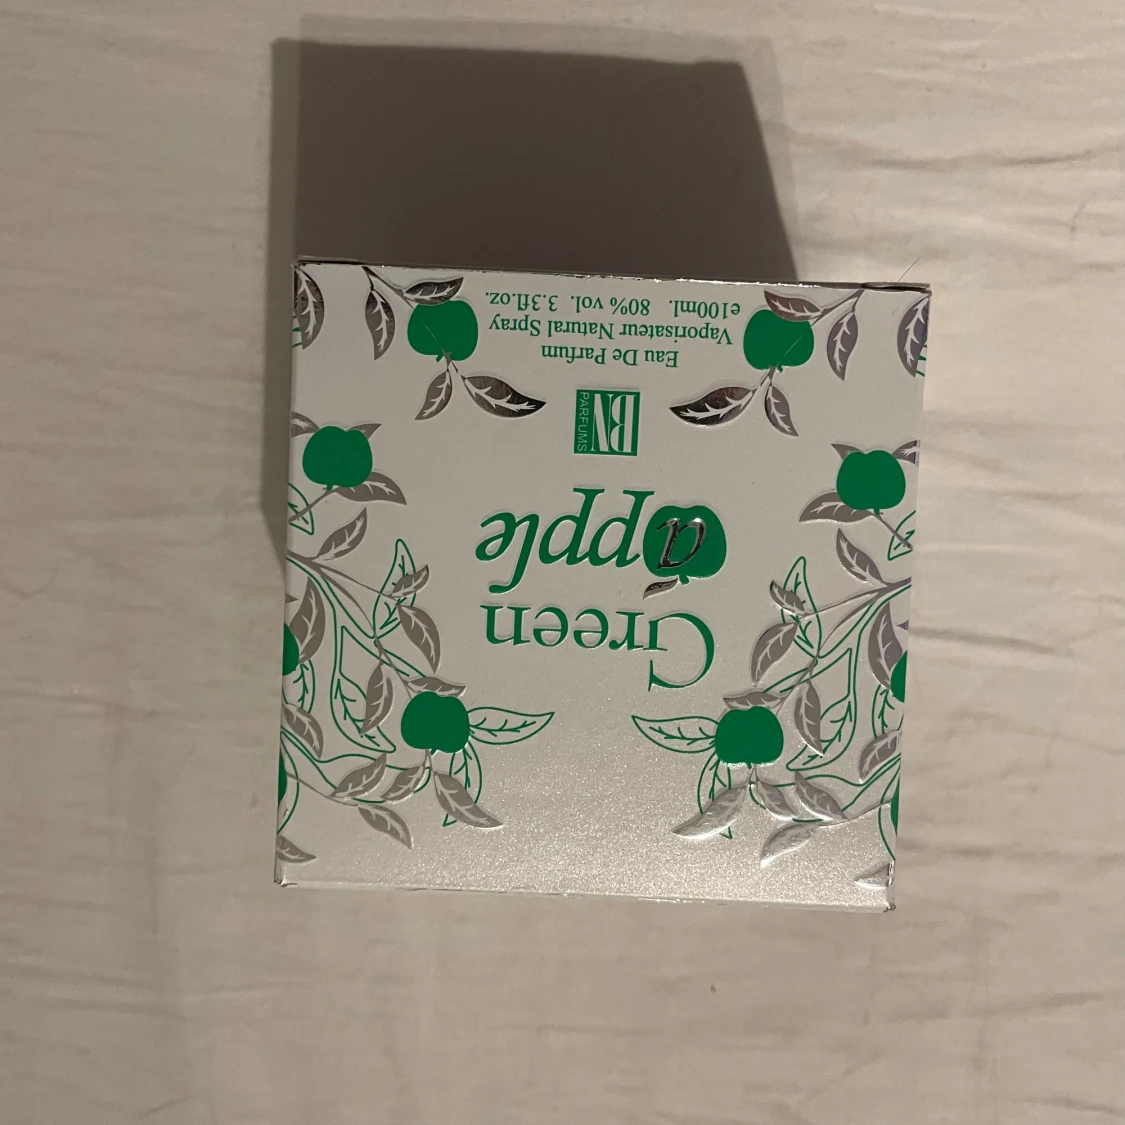 Green
apple
BN
PARFUMS
Eau De Parfum
Vaporisateur Natural Spray
e100ml. 80% vol. 3.3fl.oz.